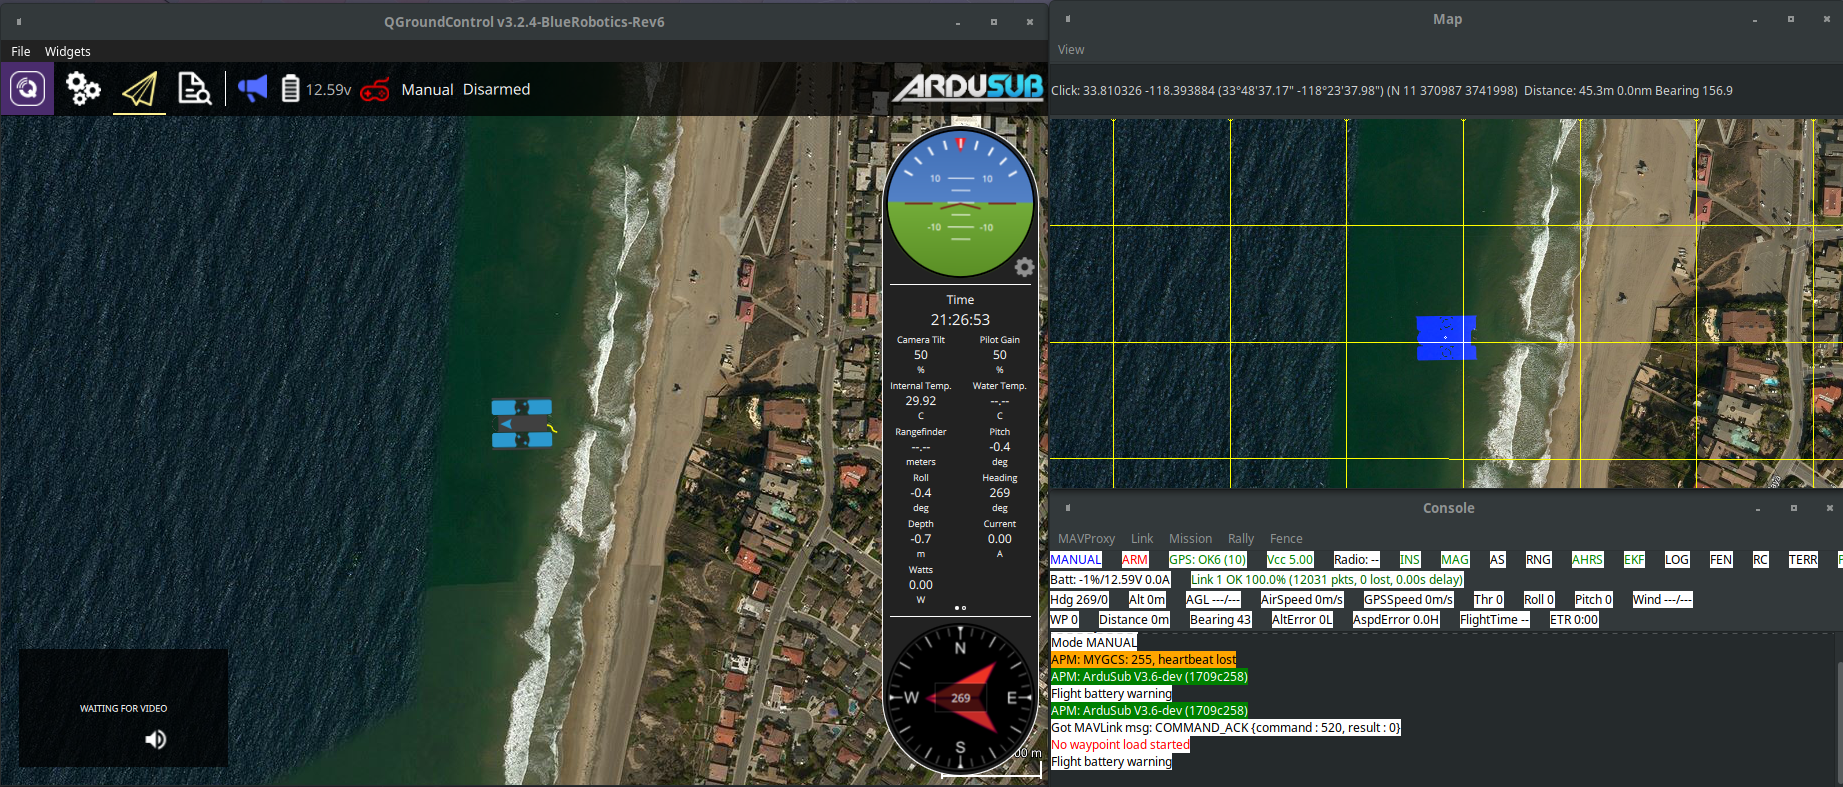 QGroundControl v3.2.4-BlueRobotics-Rev6
File Widgets
12.59v Manual Disarmed
ARDUSUB
10 10
-10 -10
Time
21:26:53
Camera Tilt Pilot Gain
50 50
% %
Internal Temp. Water Temp.
29.92 --.--
C C
Rangefinder Pitch
--.-- -0.4
meters deg
Roll Heading
-0.4 269
deg deg
Depth Current
-0.7 0.00
m A
Watts
0.00
W
N
W 269 E
S
00 m
WAITING FOR VIDEO
Map
View
Click: 33.810326 -118.393884 (33°48'37.17" -118°23'37.98") (N 11 370987 3741998) Distance: 45.3m 0.0nm Bearing 156.9
Console
MAVProxy Link Mission Rally Fence
MANUAL ARM GPS: OK6 (10) Vcc 5.00 Radio: -- INS MAG AS RNG AHRS EKF LOG FEN RC TERR
Batt: -1%/12.59V 0.0A Link 1 OK 100.0% (12031 pkts, 0 lost, 0.00s delay)
Hdg 269/0 Alt 0m AGL ---/--- AirSpeed 0m/s GPSSpeed 0m/s Thr 0 Roll 0 Pitch 0 Wind ---/---
WP 0 Distance 0m Bearing 43 AltError 0L AspdError 0.0H FlightTime -- ETR 0:00
Mode MANUAL
APM: MYGCS: 255, heartbeat lost
APM: ArduSub V3.6-dev (1709c258)
Flight battery warning
APM: ArduSub V3.6-dev (1709c258)
Got MAVLink msg: COMMAND_ACK {command : 520, result : 0}
No waypoint load started
Flight battery warning